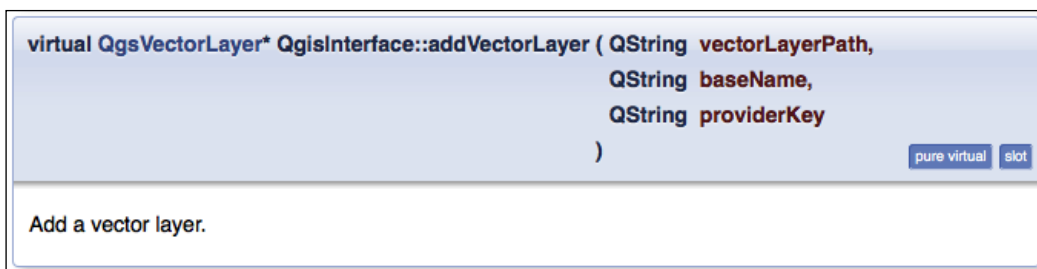 virtual QgsVectorLayer* QgisInterface::addVectorLayer ( QString vectorLayerPath,
QString baseName,
QString providerKey
)
pure virtual slot
Add a vector layer.